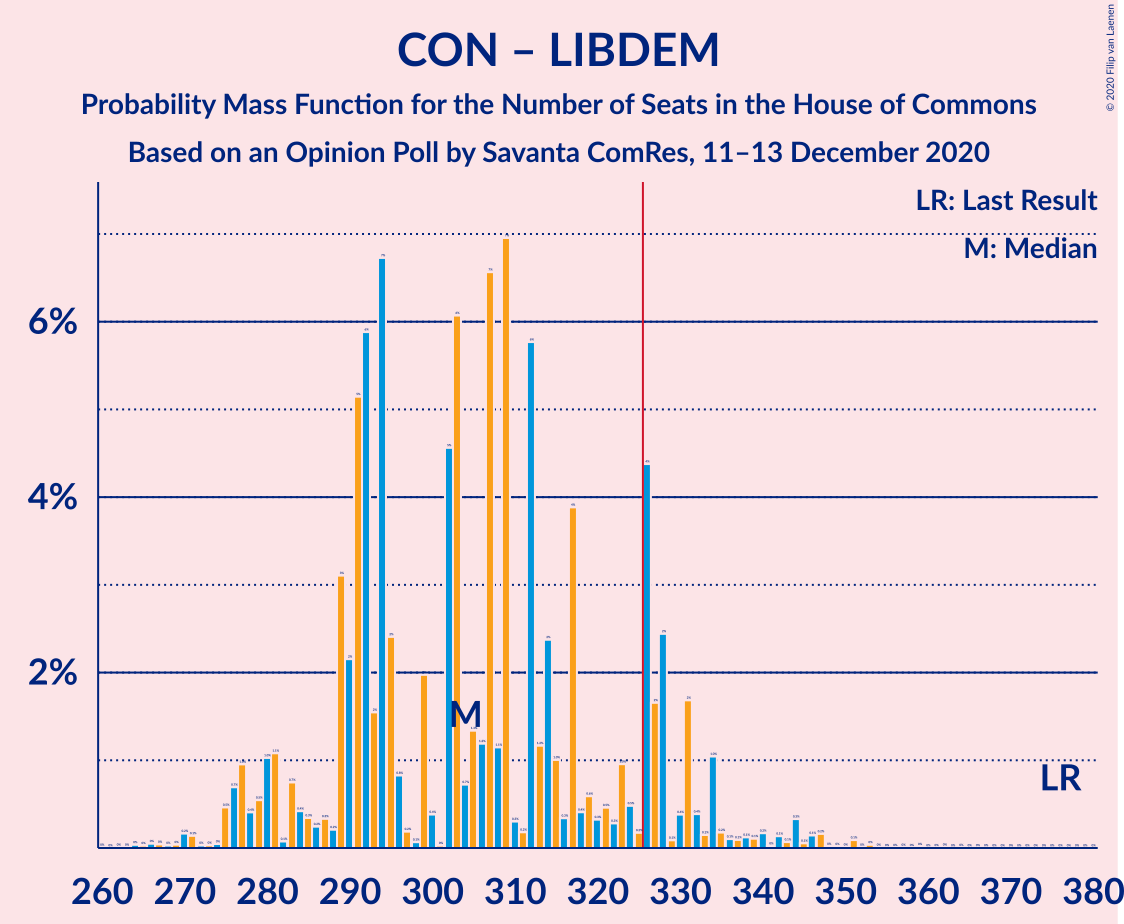 © 2020 Filip van Laenen
CON – LIBDEM
Probability Mass Function for the Number of Seats in the House of Commons
Based on an Opinion Poll by Savanta ComRes, 11–13 December 2020
LR: Last Result
M: Median
6%
4%
2%
M
LR
260 270 280 290 300 310 320 330 340 350 360 370 380